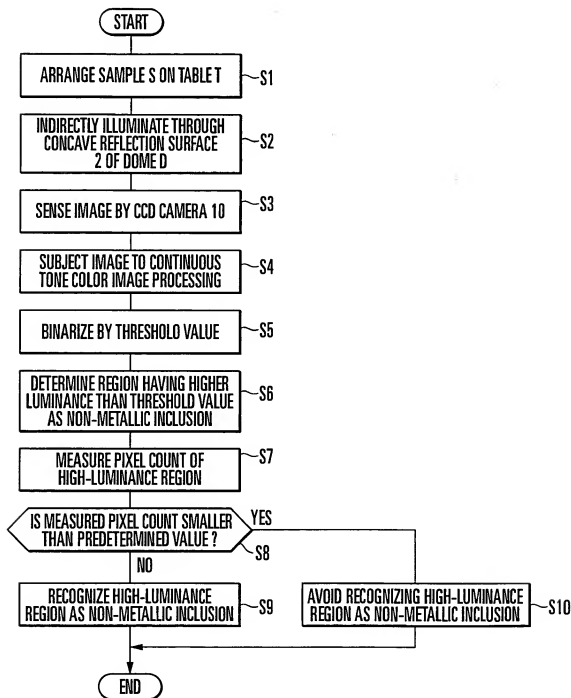 START
ARRANGE SAMPLE S ON TABLE T
S1
INDIRECTLY ILLUMINATE THROUGH
CONCAVE REFLECTION SURFACE
2 OF DOME D
S2
SENSE IMAGE BY CCD CAMERA 10
S3
SUBJECT IMAGE TO CONTINUOUS
TONE COLOR IMAGE PROCESSING
S4
BINARIZE BY THRESHOLO VALUE
S5
DETERMINE REGION HAVING HIGHER
LUMINANCE THAN THRESHOLD VALUE
AS NON-METALLIC INCLUSION
S6
MEASURE PIXEL COUNT OF
HIGH-LUMINANCE REGION
S7
IS MEASURED PIXEL COUNT SMALLER
THAN PREDETERMINED VALUE ?
YES
S8
NO
RECOGNIZE HIGH-LUMINANCE
REGION AS NON-METALLIC INCLUSION
S9
AVOID RECOGNIZING HIGH-LUMINANCE
REGION AS NON-METALLIC INCLUSION
S10
END